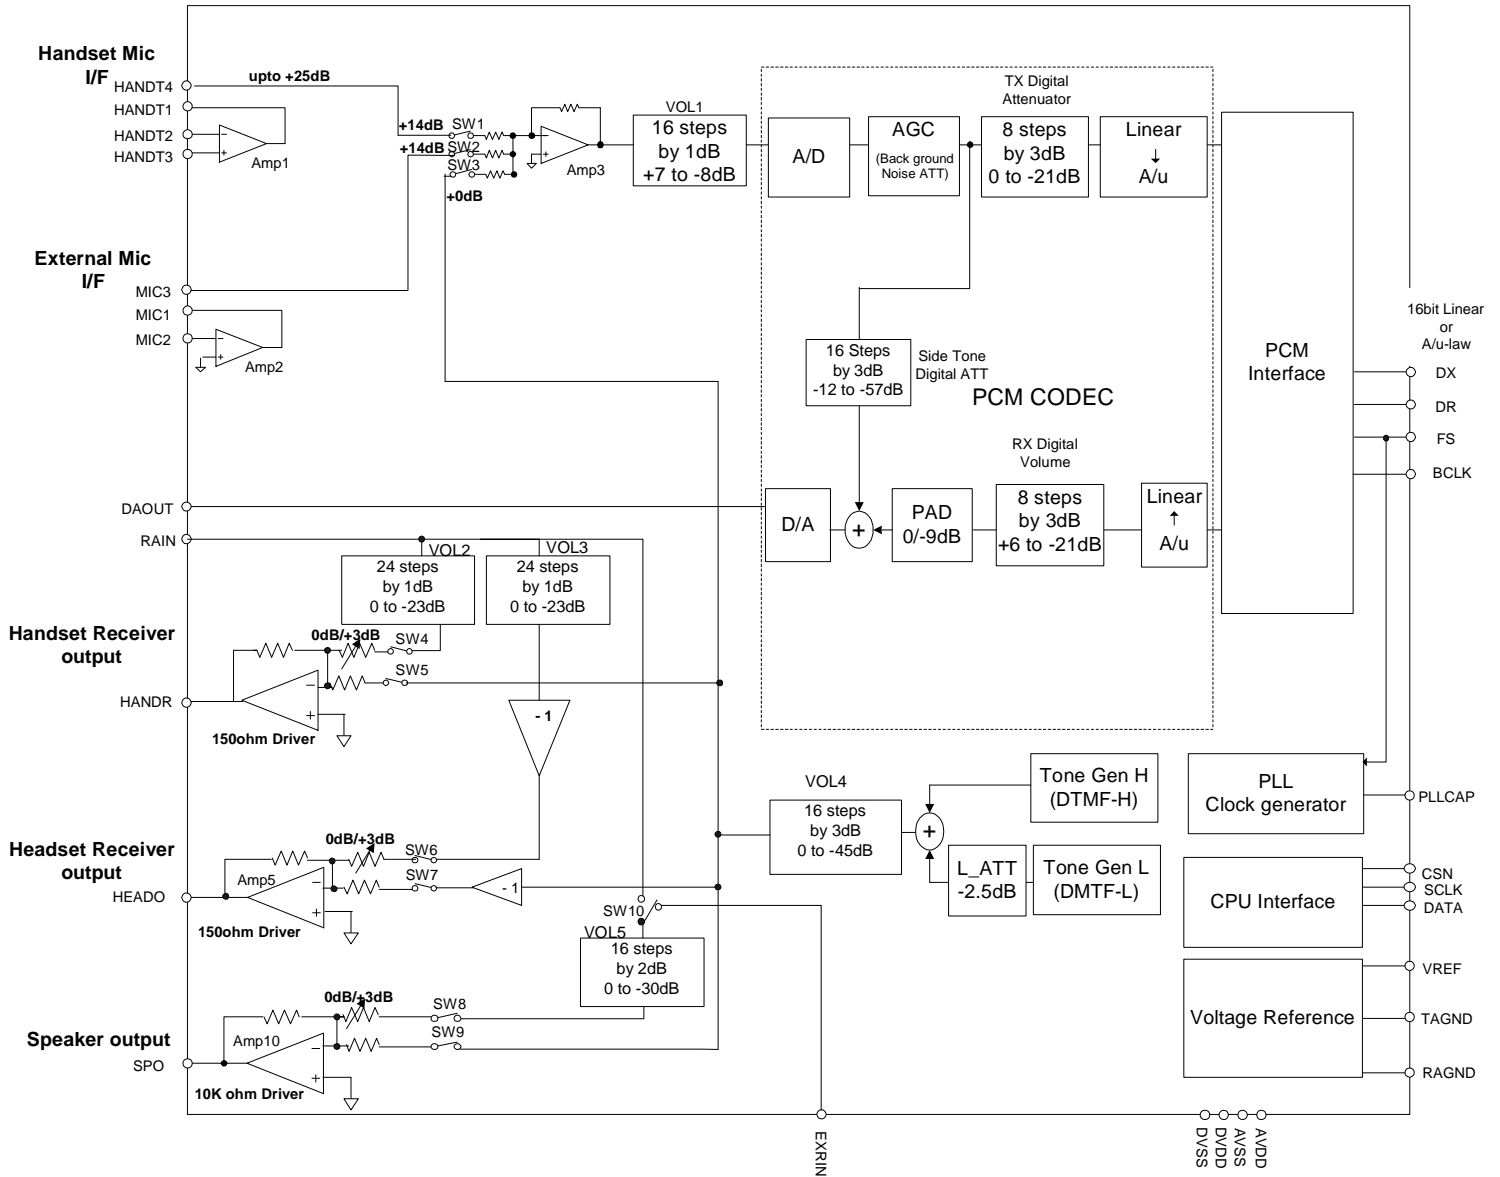 Handset Mic
I/F
HANDT4
HANDT1
HANDT2
HANDT3
upto +25dB
Amp1
+14dB
SW1
+14dB
SW2
SW3
+0dB
Amp3
VOL1
16 steps
by 1dB
+7 to -8dB
A/D
AGC
(Back ground
Noise ATT)
TX Digital
Attenuator
8 steps
by 3dB
0 to -21dB
Linear
↓
A/u
External Mic
I/F
MIC3
MIC1
MIC2
Amp2
16 Steps
by 3dB
-12 to -57dB
Side Tone
Digital ATT
PCM CODEC
PCM
Interface
16bit Linear
or
A/u-law
DX
DR
FS
BCLK
DAOUT
RAIN
D/A
+
PAD
0/-9dB
RX Digital
Volume
8 steps
by 3dB
+6 to -21dB
Linear
↑
A/u
VOL2
24 steps
by 1dB
0 to -23dB
VOL3
24 steps
by 1dB
0 to -23dB
Handset Receiver
output
HANDR
0dB/+3dB
SW4
SW5
−
+
150ohm Driver
- 1
VOL4
16 steps
by 3dB
0 to -45dB
+
Tone Gen H
(DTMF-H)
L_ATT
-2.5dB
Tone Gen L
(DMTF-L)
PLL
Clock generator
PLLCAP
Headset Receiver
output
HEADO
0dB/+3dB
SW6
SW7
Amp5
−
+
150ohm Driver
- 1
SW10
VOL5
16 steps
by 2dB
0 to -30dB
CPU Interface
CSN
SCLK
DATA
Speaker output
SPO
0dB/+3dB
SW8
SW9
Amp10
−
+
10K ohm Driver
Voltage Reference
VREF
TAGND
RAGND
EXRIN
DVSS
DVDD
AVSS
AVDD